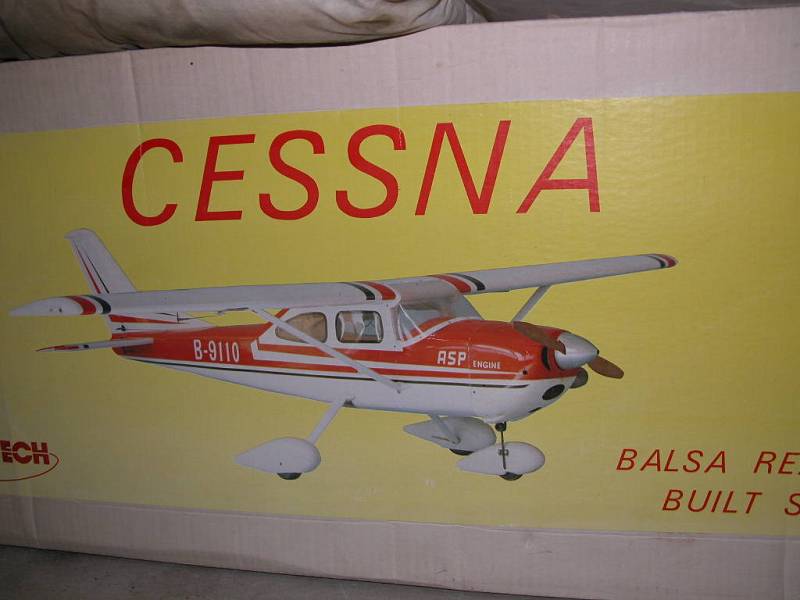 CESSNA
B-9110
ASP ENGINE
ECH
BALSA RE
BUILT S